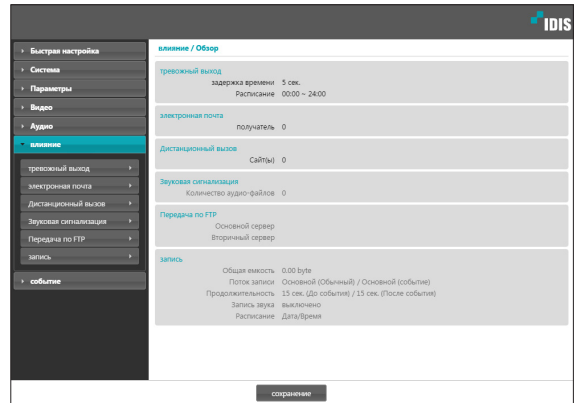 IDIS
Быстрая настройка
Система
Параметры
Видео
Аудио
влияние
тревожный выход
электронная почта
Дистанционный вызов
Звуковая сигнализация
Передача по FTP
запись
событие
влияние / Обзор
тревожный выход
задержка времени 5 сек.
Расписание 00:00 ~ 24:00
электронная почта
получатель 0
Дистанционный вызов
Сайт(ы) 0
Звуковая сигнализация
Количество аудио-файлов 0
Передача по FTP
Основной сервер
Вторичный сервер
запись
Общая емкость 0.00 byte
Поток записи Основной (Обычный) / Основной (событие)
Продолжительность 15 сек. (До события) / 15 сек. (После события)
Запись звука выключено
Расписание Дата/Время
сохранение